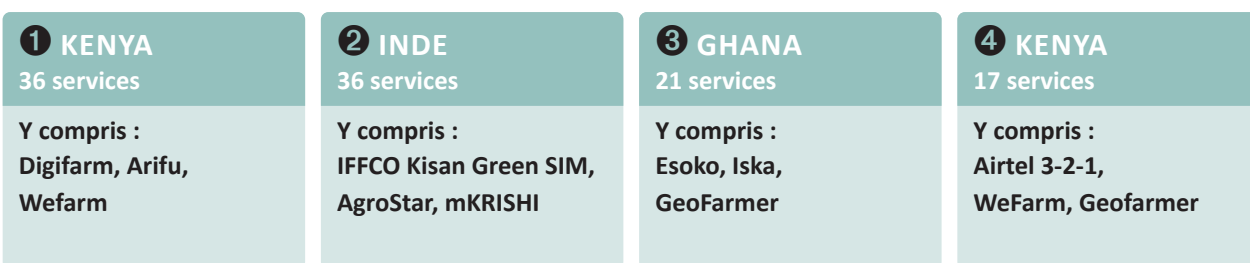 ❶ KENYA
36 services
Y compris :
Digifarm, Arifu,
Wefarm
❷ INDE
36 services
Y compris :
IFFCO Kisan Green SIM,
AgroStar, mKRISHI
❸ GHANA
21 services
Y compris :
Esoko, Iska,
GeoFarmer
❹ KENYA
17 services
Y compris :
Airtel 3-2-1,
WeFarm, Geofarmer